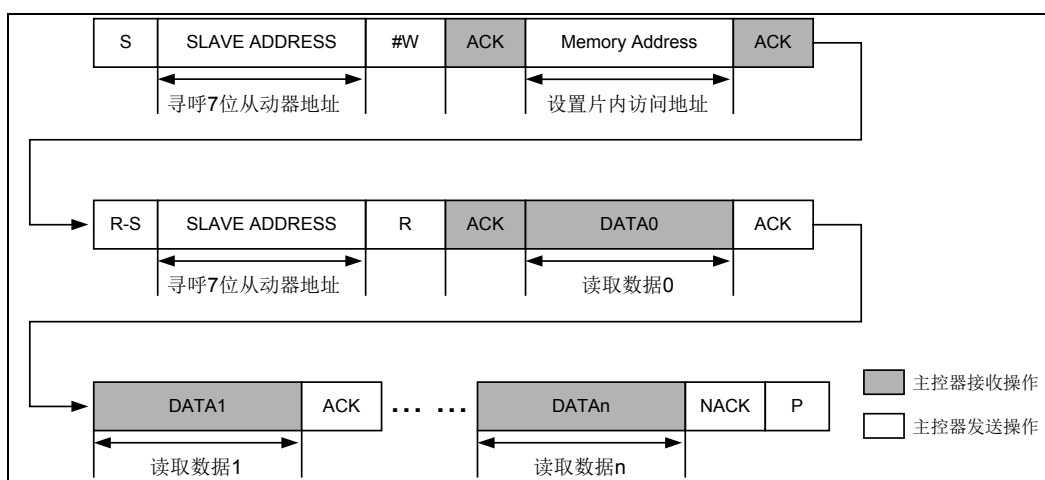 S SLAVE ADDRESS #W ACK Memory Address ACK
寻呼7位从动器地址 设置片内访问地址
R-S SLAVE ADDRESS R ACK DATA0 ACK
寻呼7位从动器地址 读取数据0
DATA1 ACK ... ... DATAn NACK P
读取数据1 读取数据n
主控器接收操作
主控器发送操作